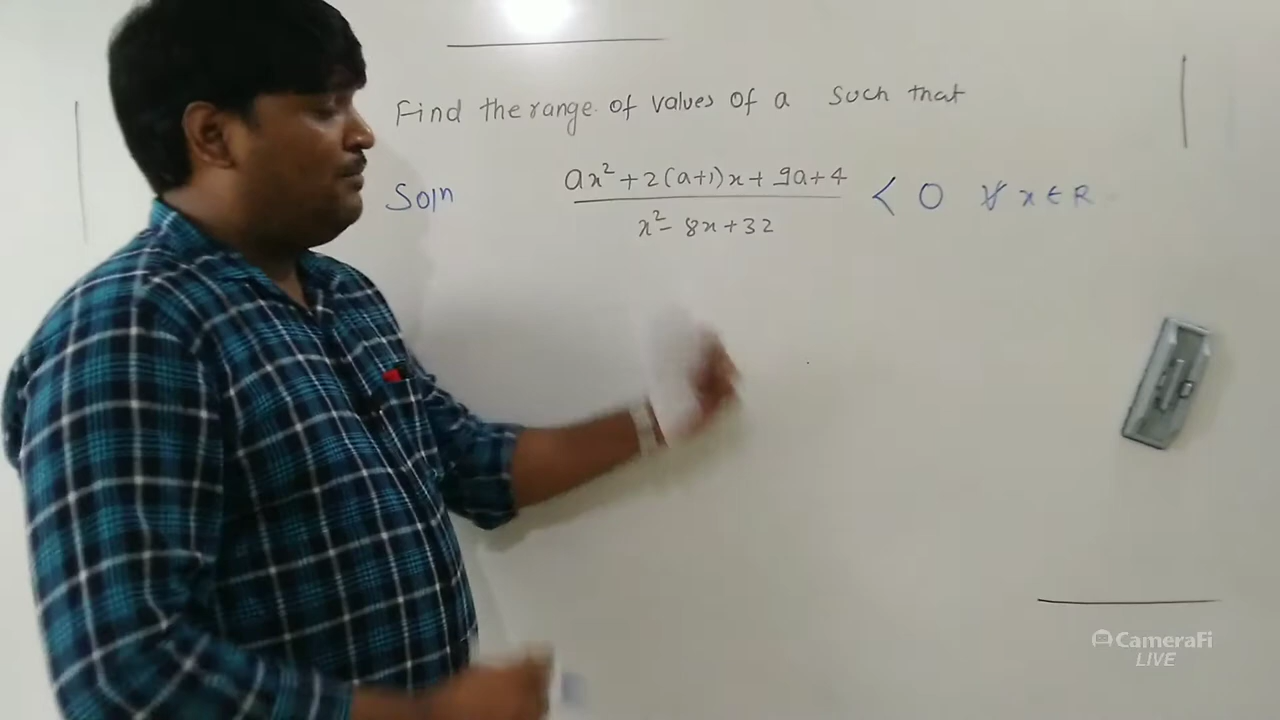 Find the range of values of a such that
Soln ax² + 2(a+1)x + 9a+4 < 0 ∀ x ∈ R
x² - 8x + 32
CameraFi
LIVE